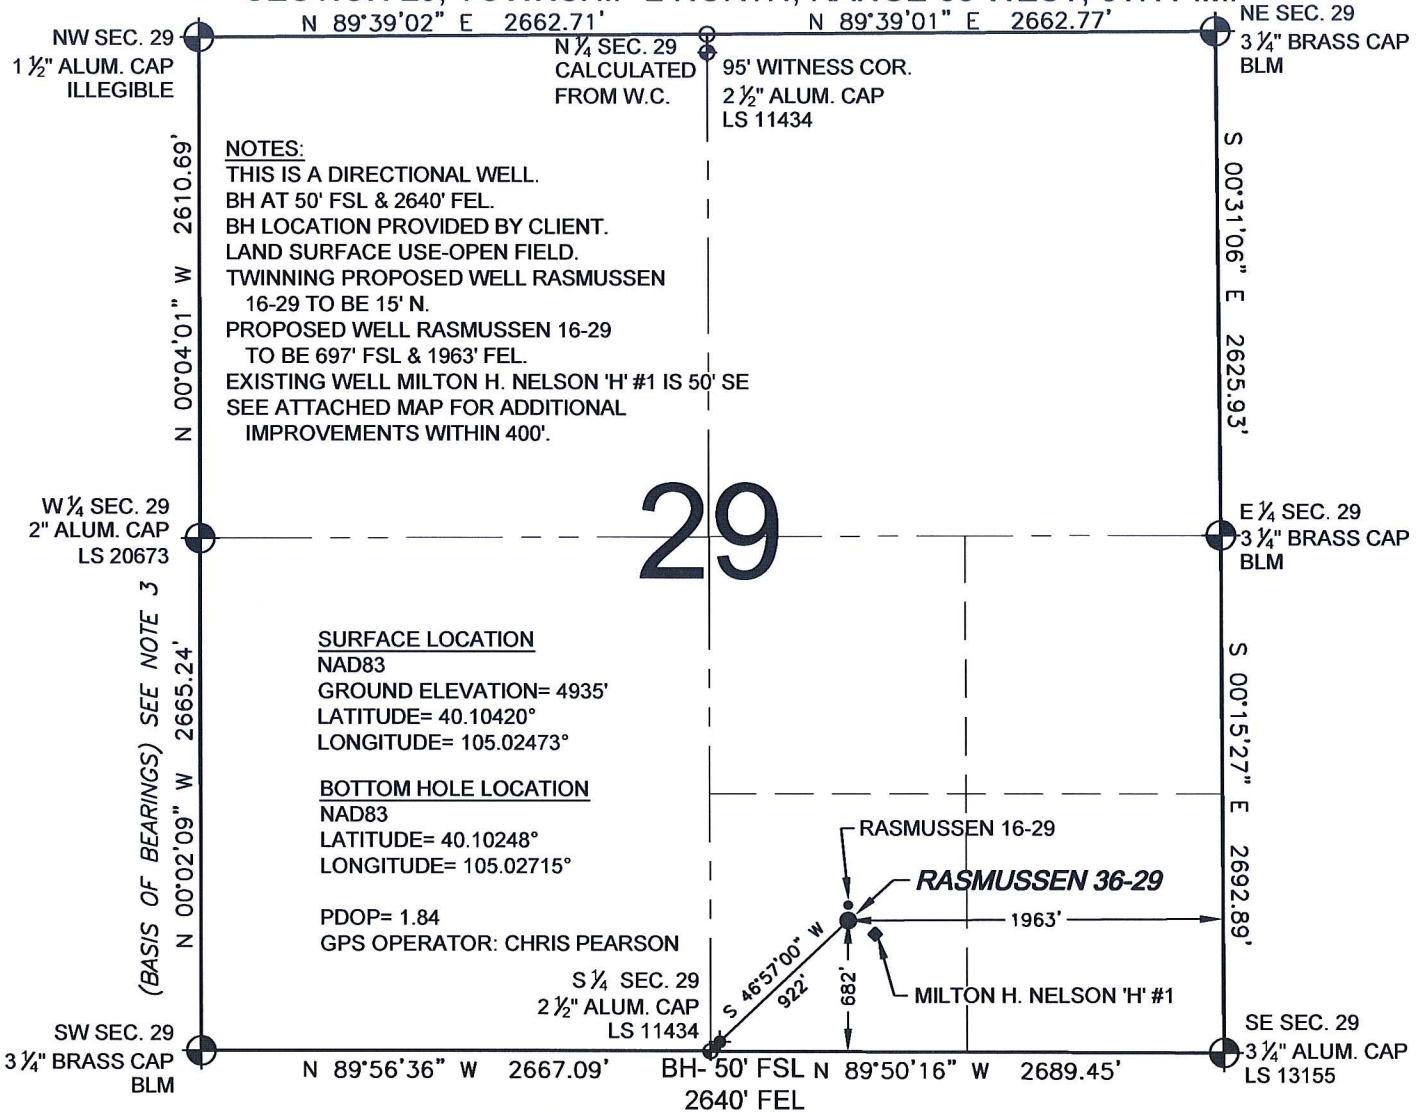 N 89°39'02" E 2662.71'
N 89°39'01" E 2662.77'
NW SEC. 29
1 ½" ALUM. CAP
ILLEGIBLE
N ¼ SEC. 29
CALCULATED
FROM W.C.
95' WITNESS COR.
2 ½" ALUM. CAP
LS 11434
NE SEC. 29
3 ¼" BRASS CAP
BLM
NOTES:
THIS IS A DIRECTIONAL WELL.
BH AT 50' FSL & 2640' FEL.
BH LOCATION PROVIDED BY CLIENT.
LAND SURFACE USE-OPEN FIELD.
TWINNING PROPOSED WELL RASMUSSEN
16-29 TO BE 15' N.
PROPOSED WELL RASMUSSEN 16-29
TO BE 697' FSL & 1963' FEL.
EXISTING WELL MILTON H. NELSON 'H' #1 IS 50' SE
SEE ATTACHED MAP FOR ADDITIONAL
IMPROVEMENTS WITHIN 400'.
N 00°04'01" W 2610.69'
S 00°31'06" E 2625.93'
W ¼ SEC. 29
2" ALUM. CAP
LS 20673
29
E ¼ SEC. 29
3 ¼" BRASS CAP
BLM
(BASIS OF BEARINGS) SEE NOTE 3
N 00°02'09" W 2665.24'
SURFACE LOCATION
NAD83
GROUND ELEVATION= 4935'
LATITUDE= 40.10420°
LONGITUDE= 105.02473°
BOTTOM HOLE LOCATION
NAD83
LATITUDE= 40.10248°
LONGITUDE= 105.02715°
PDOP= 1.84
GPS OPERATOR: CHRIS PEARSON
S 00°15'27" E 2692.89'
RASMUSSEN 16-29
RASMUSSEN 36-29
1963'
S 46°57'00" W
922'
682'
MILTON H. NELSON 'H' #1
S ¼ SEC. 29
2 ½" ALUM. CAP
LS 11434
SW SEC. 29
3 ¼" BRASS CAP
BLM
SE SEC. 29
3 ¼" ALUM. CAP
LS 13155
N 89°56'36" W 2667.09'
BH- 50' FSL
2640' FEL
N 89°50'16" W 2689.45'